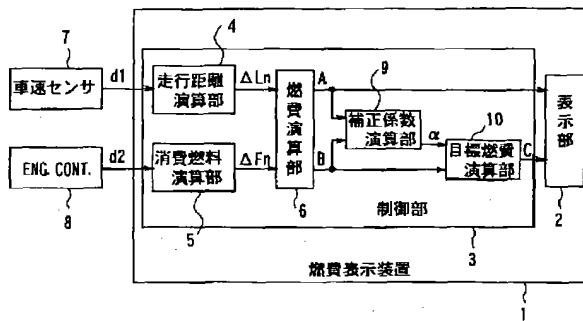 7
車速センサ
d1
4
走行距離
演算部
ΔLn
燃費演算部
6
A
9
補正係数
演算部
α
10
目標燃費
演算部
C
表示部
2
ENG. CONT.
8
d2
消費燃料
演算部
5
ΔFn
B
制御部
3
燃費表示装置
1